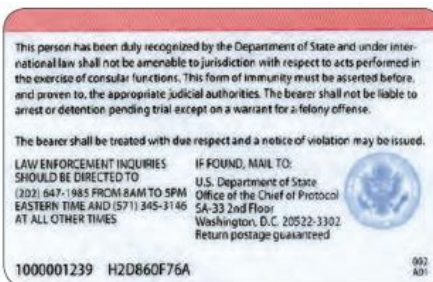 This person has been duly recognized by the Department of State and under inter-
national law shall not be amenable to jurisdiction with respect to acts performed in
the exercise of consular functions. This form of immunity must be asserted before,
and proven to, the appropriate judicial authorities. The bearer shall not be liable to
arrest or detention pending trial except on a warrant for a felony offense.
The bearer shall be treated with due respect and a notice of violation may be issued.
LAW ENFORCEMENT INQUIRIES
SHOULD BE DIRECTED TO
(202) 647-1985 FROM 8AM TO 5PM
EASTERN TIME AND (571) 345-3146
AT ALL OTHER TIMES
IF FOUND, MAIL TO:
U.S. Department of State
Office of the Chief of Protocol
SA-33 2nd Floor
Washington, D.C. 20522-3302
Return postage guaranteed
1000001239 H2D860F76A
002
A01